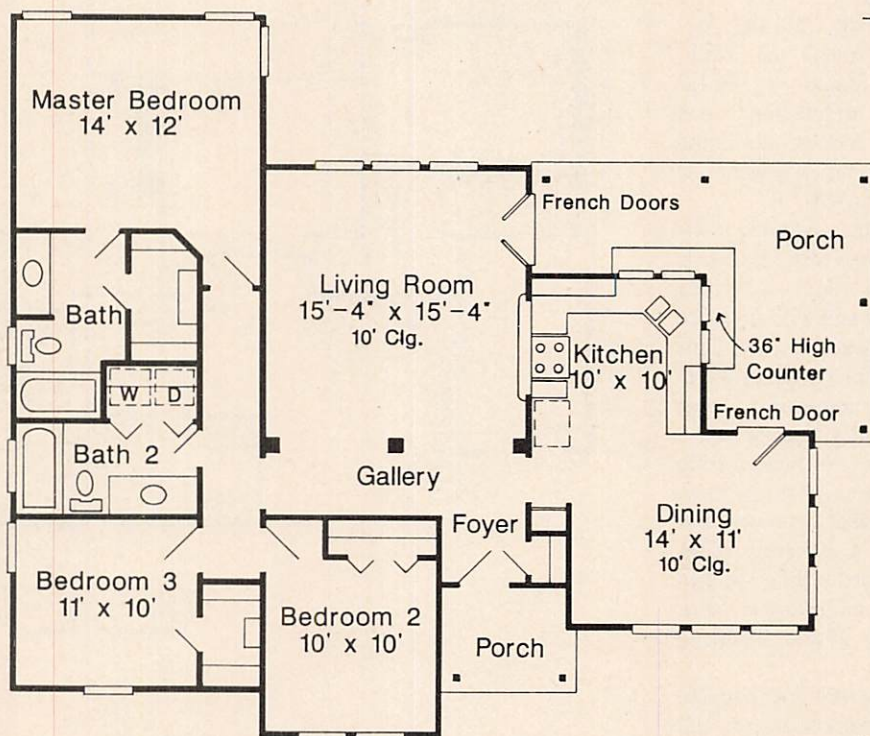 Master Bedroom
14' x 12'
French Doors
Porch
Living Room
15'-4" x 15'-4"
10' Clg.
Bath
Kitchen
10' x 10'
36" High
Counter
W D
French Door
Bath 2
Gallery
Foyer
Dining
14' x 11'
10' Clg.
Bedroom 3
11' x 10'
Bedroom 2
10' x 10'
Porch